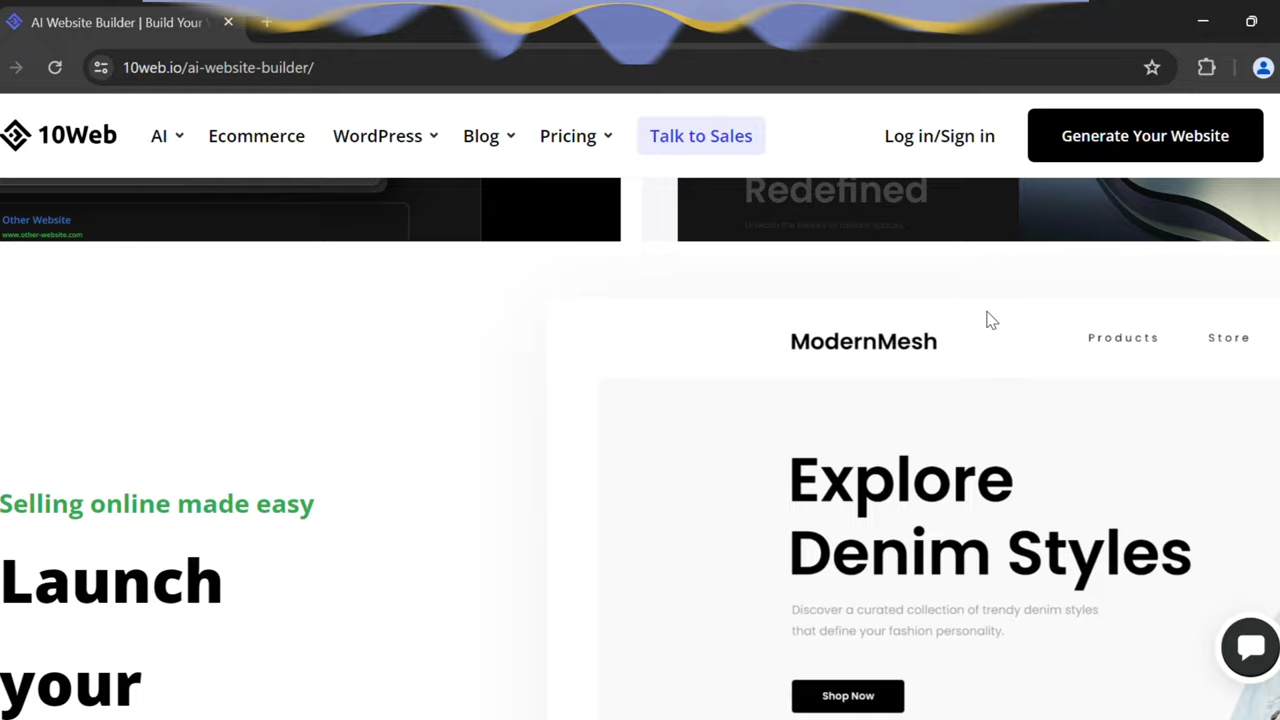 AI Website Builder | Build Your
10web.io/ai-website-builder/
10Web
AI
Ecommerce
WordPress
Blog
Pricing
Talk to Sales
Log in/Sign in
Generate Your Website
Other Website
www.other-website.com
Redefined
ModernMesh
Products
Store
Explore
Denim Styles
Discover a curated collection of trendy denim styles
that define your fashion personality.
Shop Now
Selling online made easy
Launch
your